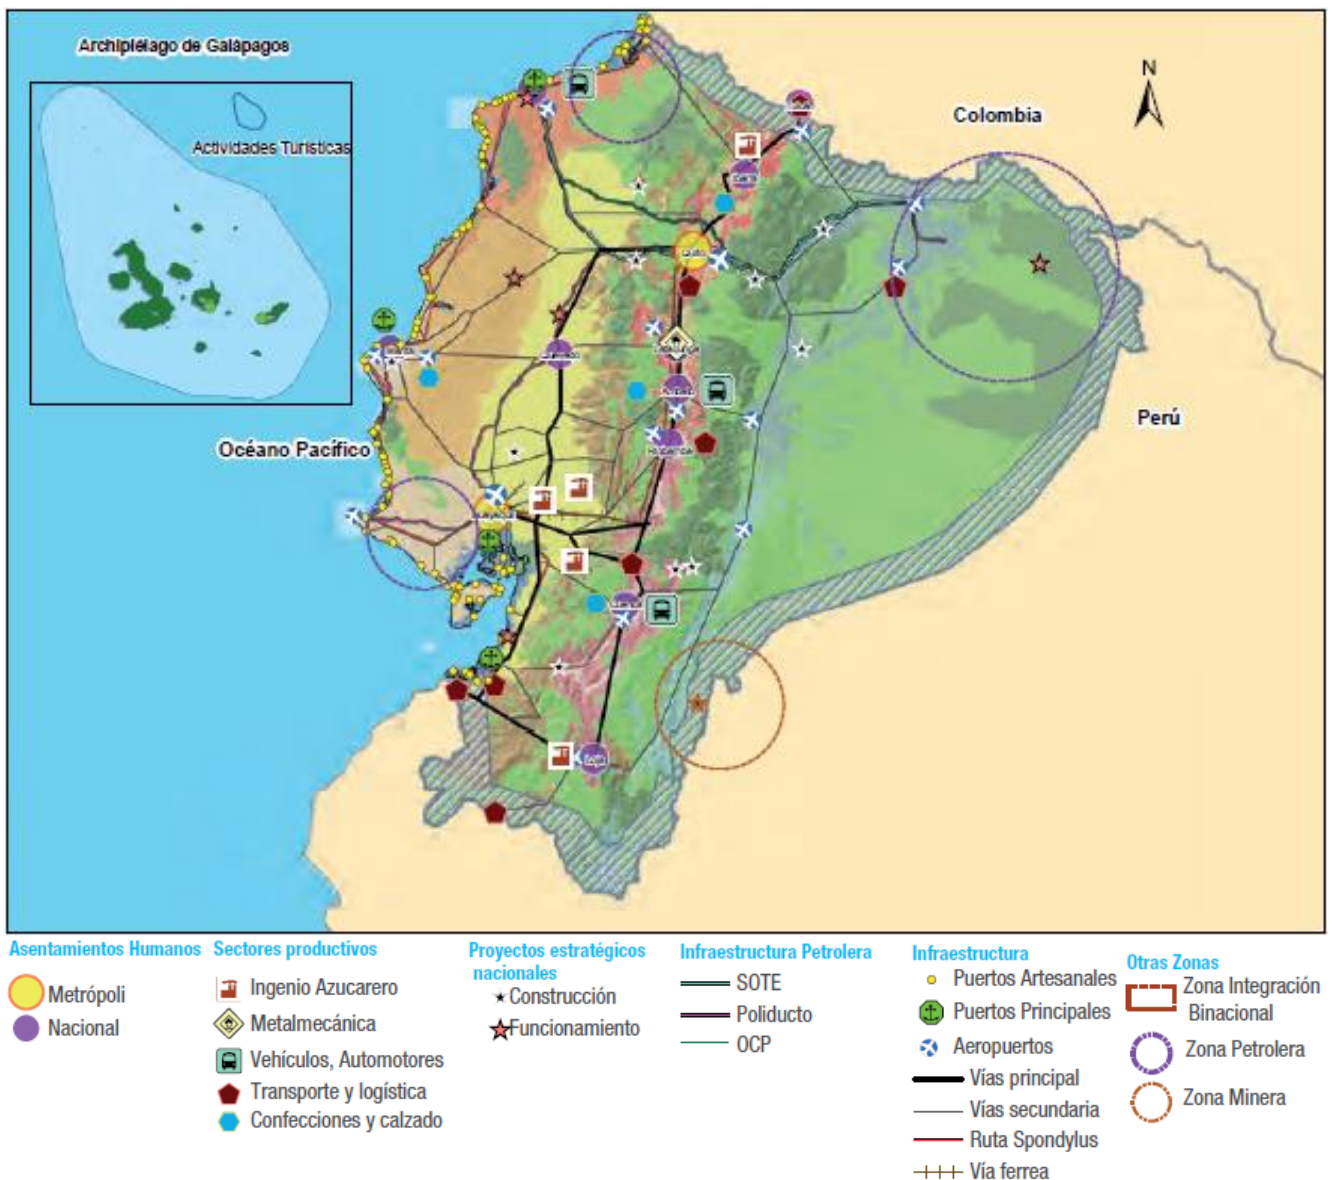 Archipiélago de Galápagos
Actividades Turísticas
N
Colombia
Océano Pacífico
Perú
Quito
Loja
Asentamientos Humanos
Metrópoli
Nacional
Sectores productivos
Ingenio Azucarero
Metalmecánica
Vehículos, Automotores
Transporte y logística
Confecciones y calzado
Proyectos estratégicos
nacionales
Construcción
Funcionamiento
Infraestructura Petrolera
SOTE
Poliducto
OCP
Infraestructura
Puertos Artesanales
Puertos Principales
Aeropuertos
Vías principal
Vías secundaria
Ruta Spondylus
Vía ferrea
Otras Zonas
Zona Integración
Binacional
Zona Petrolera
Zona Minera